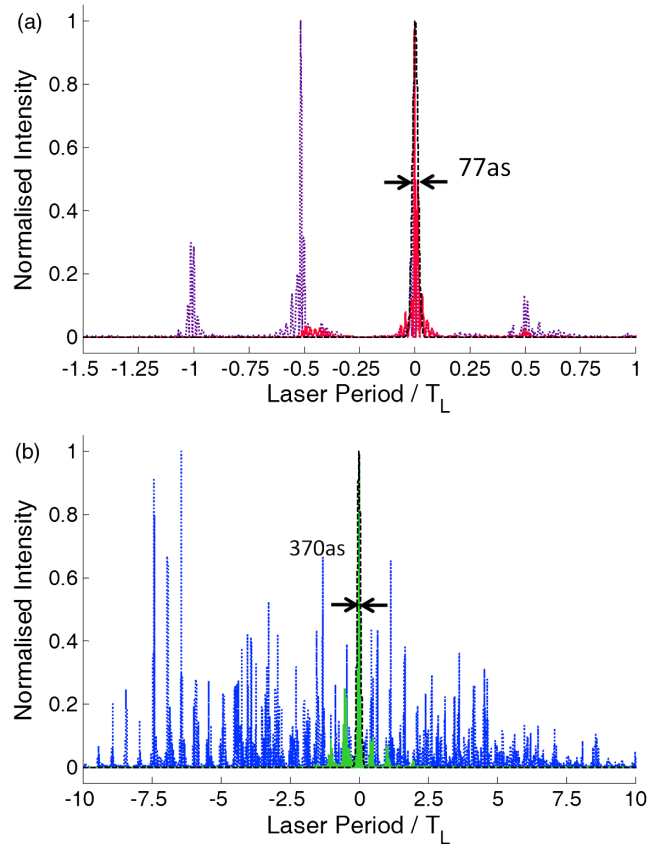 (a)
Normalised Intensity
1
0.8
0.6
0.4
0.2
0
77as
-1.5 -1.25 -1 -0.75 -0.5 -0.25 0 0.25 0.5 0.75 1
Laser Period / T_L
(b)
Normalised Intensity
1
0.8
0.6
0.4
0.2
0
370as
-10 -7.5 -5 -2.5 0 2.5 5 7.5 10
Laser Period / T_L